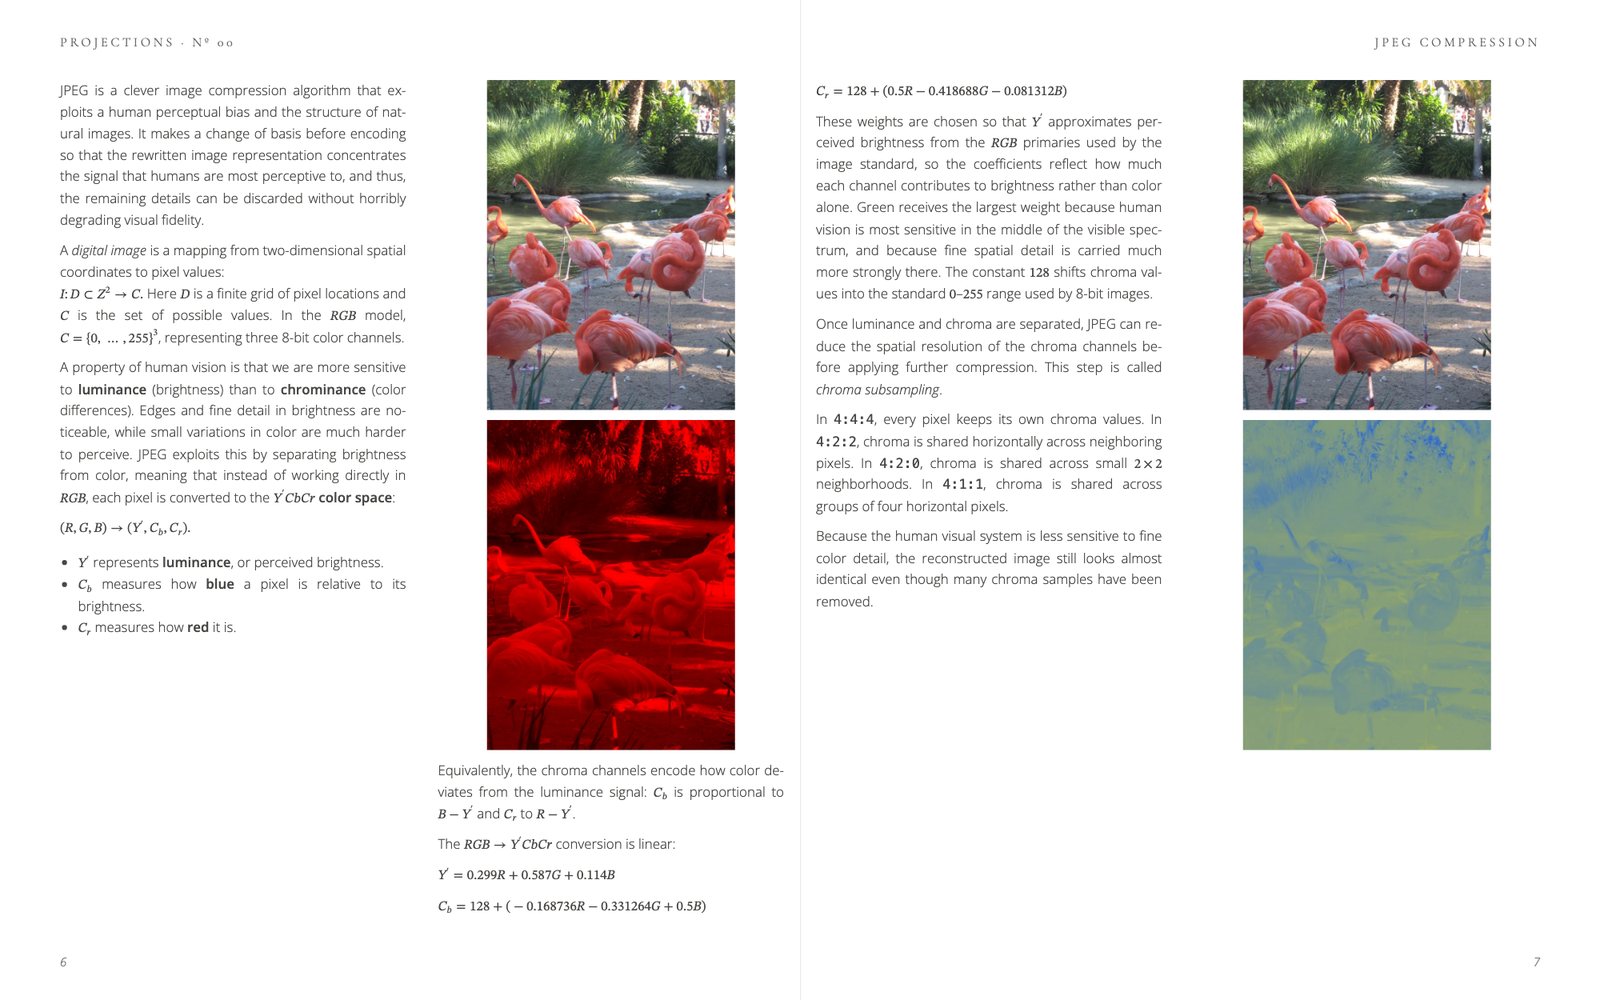 PROJECTIONS · Nº 00
JPEG COMPRESSION
JPEG is a clever image compression algorithm that ex-
ploits a human perceptual bias and the structure of nat-
ural images. It makes a change of basis before encoding
so that the rewritten image representation concentrates
the signal that humans are most perceptive to, and thus,
the remaining details can be discarded without horribly
degrading visual fidelity.
A digital image is a mapping from two-dimensional spatial
coordinates to pixel values:
I: D ⊂ Z² → C. Here D is a finite grid of pixel locations and
C is the set of possible values. In the RGB model,
C = {0, … , 255}³, representing three 8-bit color channels.
A property of human vision is that we are more sensitive
to luminance (brightness) than to chrominance (color
differences). Edges and fine detail in brightness are no-
ticeable, while small variations in color are much harder
to perceive. JPEG exploits this by separating brightness
from color, meaning that instead of working directly in
RGB, each pixel is converted to the Y′CbCr color space:
(R, G, B) → (Y′, C_b, C_r).
• Y′ represents luminance, or perceived brightness.
• C_b measures how blue a pixel is relative to its
brightness.
• C_r measures how red it is.
Equivalently, the chroma channels encode how color de-
viates from the luminance signal: C_b is proportional to
B − Y′ and C_r to R − Y′.
The RGB → Y′CbCr conversion is linear:
Y′ = 0.299R + 0.587G + 0.114B
C_b = 128 + ( − 0.168736R − 0.331264G + 0.5B)
C_r = 128 + (0.5R − 0.418688G − 0.081312B)
These weights are chosen so that Y′ approximates per-
ceived brightness from the RGB primaries used by the
image standard, so the coefficients reflect how much
each channel contributes to brightness rather than color
alone. Green receives the largest weight because human
vision is most sensitive in the middle of the visible spec-
trum, and because fine spatial detail is carried much
more strongly there. The constant 128 shifts chroma val-
ues into the standard 0–255 range used by 8-bit images.
Once luminance and chroma are separated, JPEG can re-
duce the spatial resolution of the chroma channels be-
fore applying further compression. This step is called
chroma subsampling.
In 4:4:4, every pixel keeps its own chroma values. In
4:2:2, chroma is shared horizontally across neighboring
pixels. In 4:2:0, chroma is shared across small 2 × 2
neighborhoods. In 4:1:1, chroma is shared across
groups of four horizontal pixels.
Because the human visual system is less sensitive to fine
color detail, the reconstructed image still looks almost
identical even though many chroma samples have been
removed.
6
7